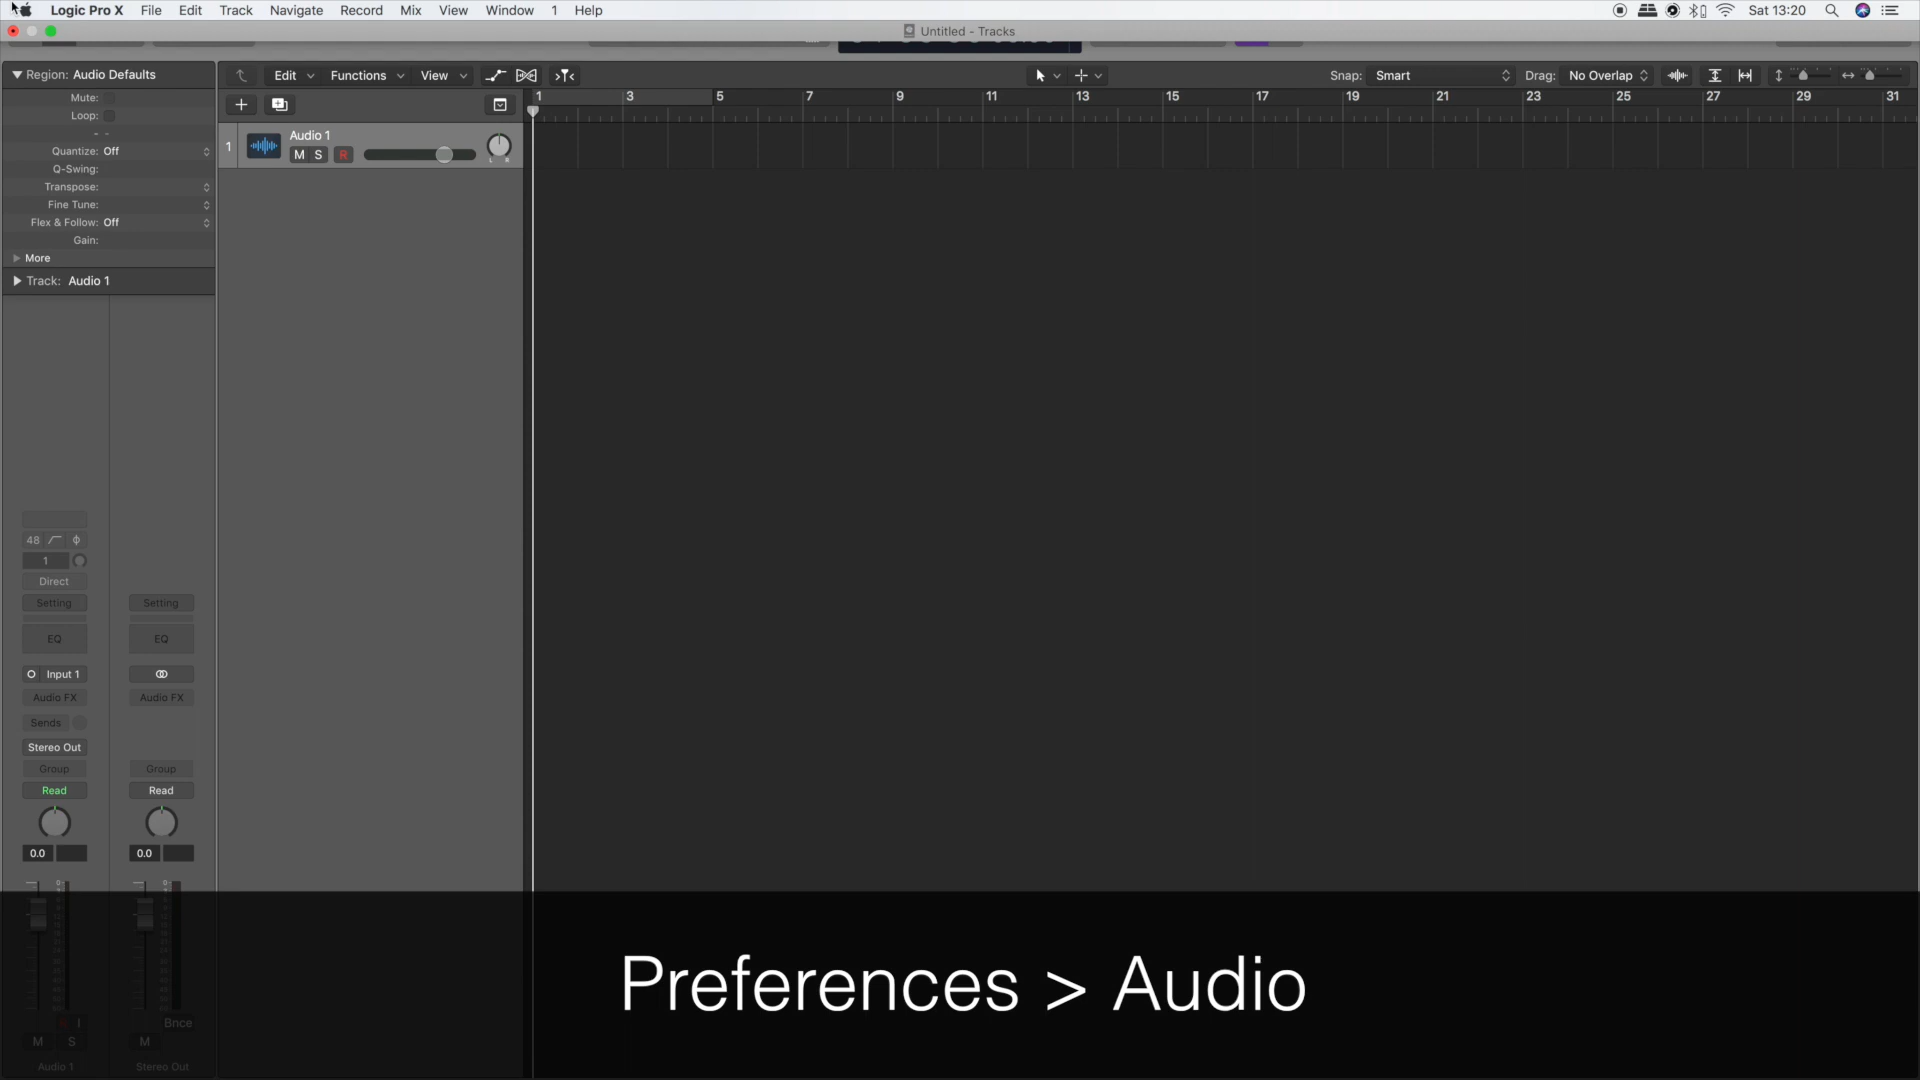 Logic Pro X File Edit Track Navigate Record Mix View Window 1 Help Sat 13:20
Untitled - Tracks
Region: Audio Defaults
Edit Functions View Snap: Smart Drag: No Overlap
Mute:
Loop:
- -
Quantize: Off
Q-Swing:
Transpose:
Fine Tune:
Flex & Follow: Off
Gain:
More
Track: Audio 1
1 3 5 7 9 11 13 15 17 19 21 23 25 27 29 31
1 Audio 1
M S R
L R
48
1
Direct
Setting Setting
EQ EQ
Input 1
Audio FX Audio FX
Sends
Stereo Out
Group Group
Read Read
0.0 0.0
I Bnce
M S M
Audio 1 Stereo Out
Preferences > Audio